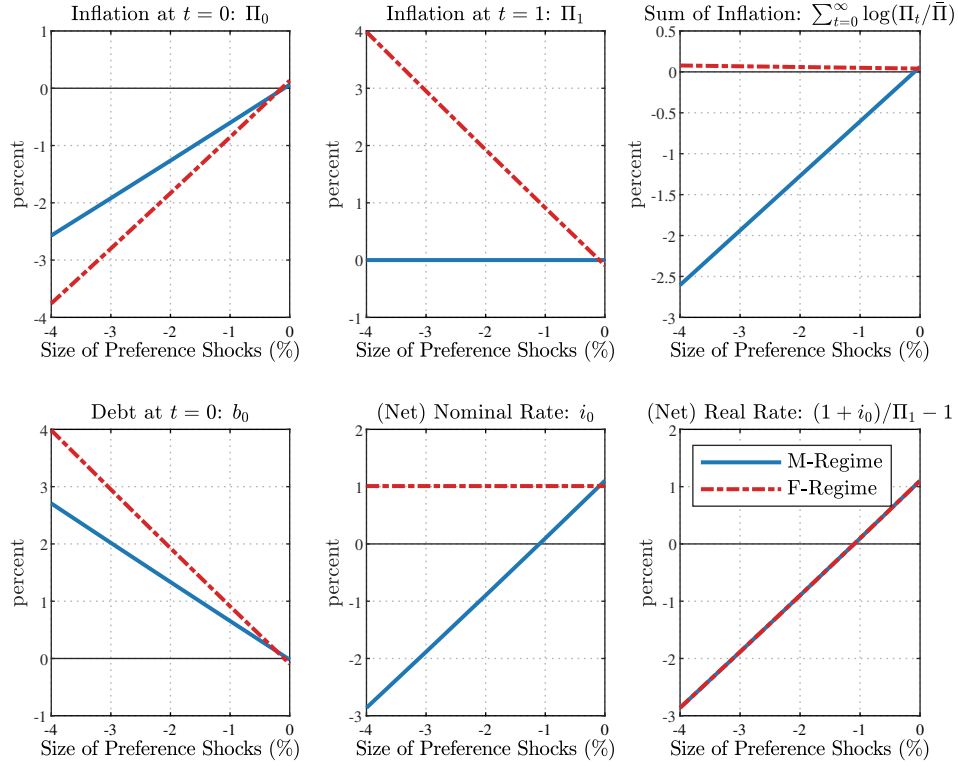 Inflation at t = 0: Π₀
1
0
-1
-2
-3
-4
percent
-4 -3 -2 -1 0
Size of Preference Shocks (%)
Inflation at t = 1: Π₁
4
3
2
1
0
-1
percent
-4 -3 -2 -1 0
Size of Preference Shocks (%)
Sum of Inflation: ∑_{t=0}^{∞} log(Π_t/Π̄)
0.5
0
-0.5
-1
-1.5
-2
-2.5
-3
percent
-4 -3 -2 -1 0
Size of Preference Shocks (%)
Debt at t = 0: b₀
4
3
2
1
0
-1
percent
-4 -3 -2 -1 0
Size of Preference Shocks (%)
(Net) Nominal Rate: i₀
2
1
0
-1
-2
-3
percent
-4 -3 -2 -1 0
Size of Preference Shocks (%)
(Net) Real Rate: (1 + i₀)/Π₁ − 1
2
1
0
-1
-2
-3
percent
M-Regime
F-Regime
-4 -3 -2 -1 0
Size of Preference Shocks (%)